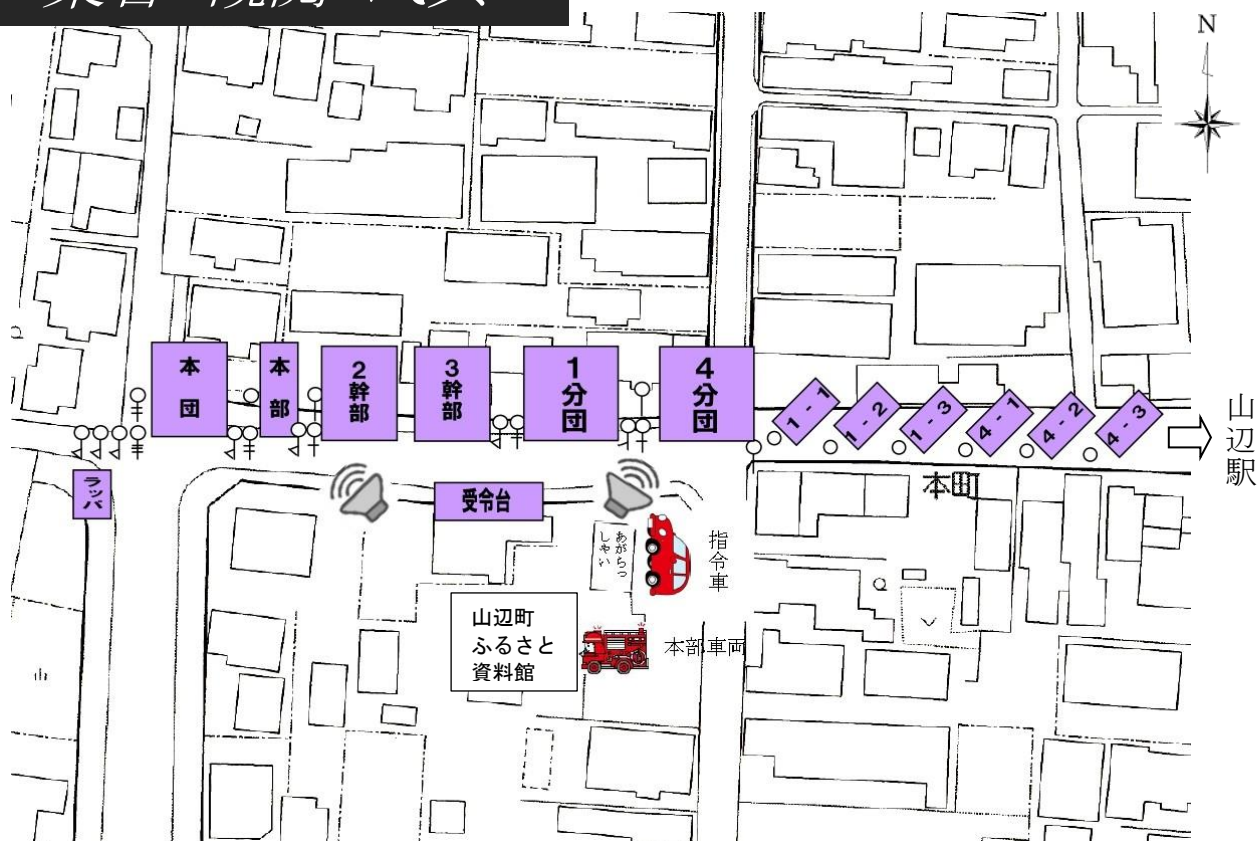 N
本団
本部
2幹部
3幹部
1分団
4分団
1-1
1-2
1-3
4-1
4-2
4-3
山辺駅
ラッパ
受令台
本町
あがらっ
しゃい
指令車
山辺町
ふるさと
資料館
本部車両